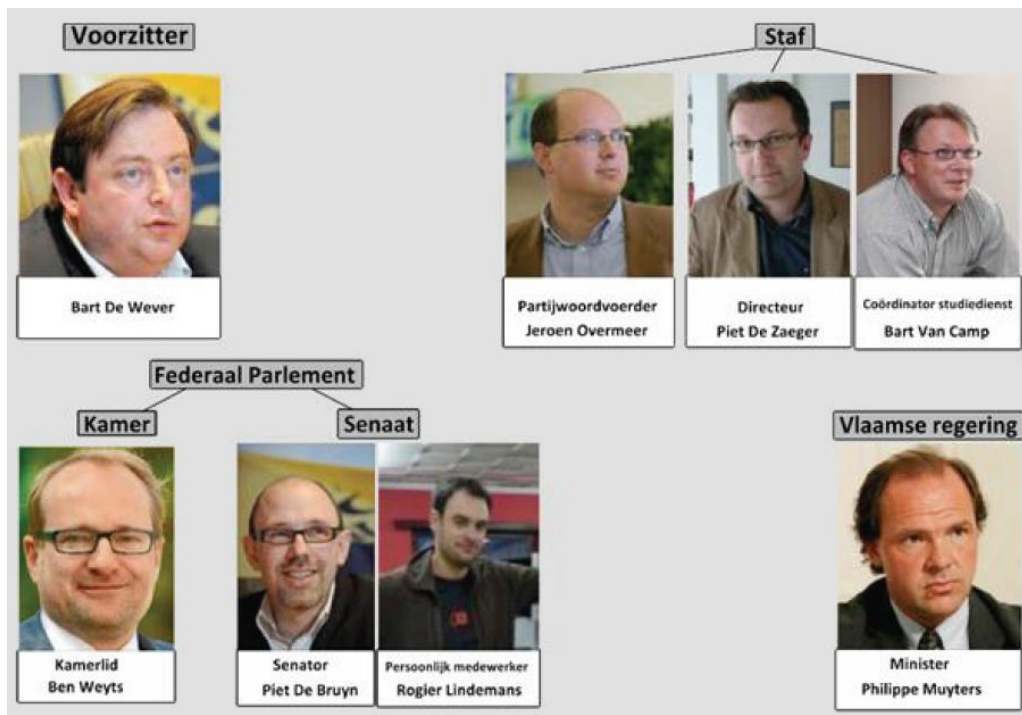 Voorzitter
Staf
Bart De Wever
Partijwoordvoerder
Jeroen Overmeer
Directeur
Piet De Zaeger
Coördinator studiedienst
Bart Van Camp
Federaal Parlement
Kamer
Senaat
Vlaamse regering
Kamerlid
Ben Weyts
Senator
Piet De Bruyn
Persoonlijk medewerker
Rogier Lindemans
Minister
Philippe Muyters